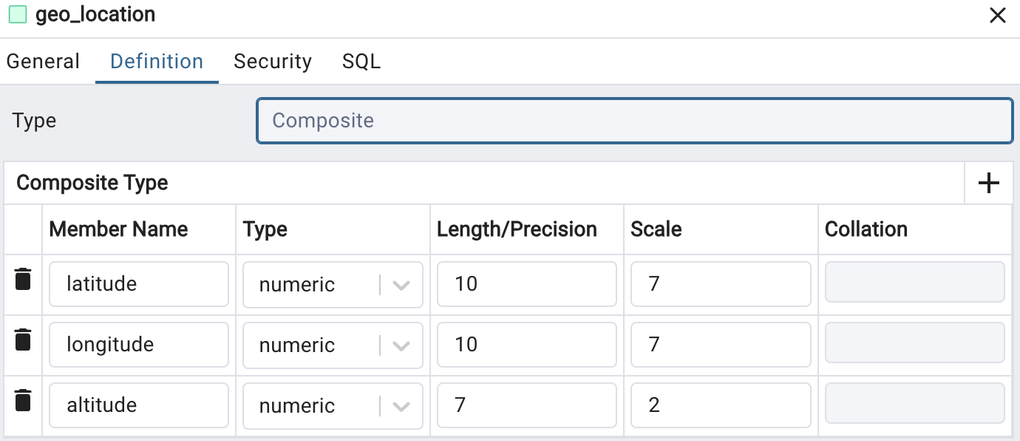 geo_location
General Definition Security SQL
Type Composite
Composite Type
Member Name Type Length/Precision Scale Collation
latitude numeric 10 7
longitude numeric 10 7
altitude numeric 7 2